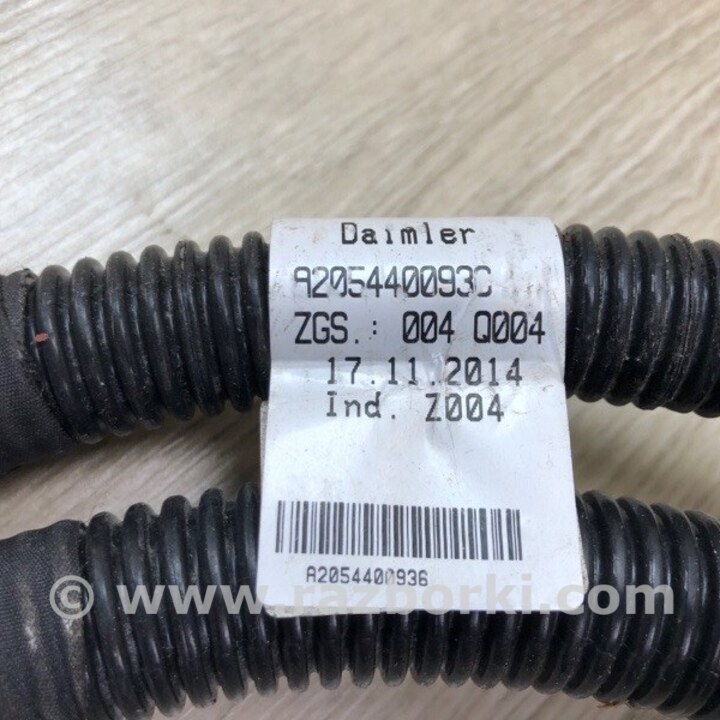 Daimler
A2054400936
ZGS.: 004 Q004
17.11.2014
Ind. Z004
A2054400936
© www.razborki.com